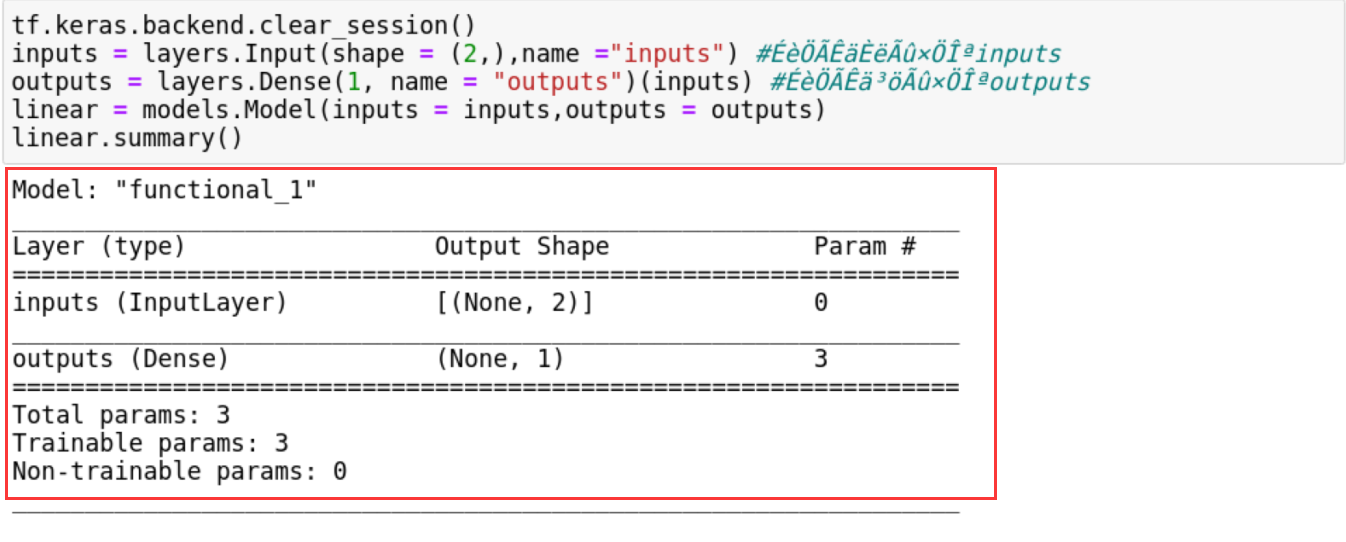 tf.keras.backend.clear_session()
inputs = layers.Input(shape = (2,),name ="inputs") #ÉèÖÃÊäÈëÃû×ÖÎªinputs
outputs = layers.Dense(1, name = "outputs")(inputs) #ÉèÖÃÊä³öÃû×ÖÎªoutputs
linear = models.Model(inputs = inputs,outputs = outputs)
linear.summary()
Model: "functional_1"
_________________________________________________________________
Layer (type)                 Output Shape              Param #
=================================================================
inputs (InputLayer)          [(None, 2)]               0
_________________________________________________________________
outputs (Dense)              (None, 1)                 3
=================================================================
Total params: 3
Trainable params: 3
Non-trainable params: 0
_________________________________________________________________